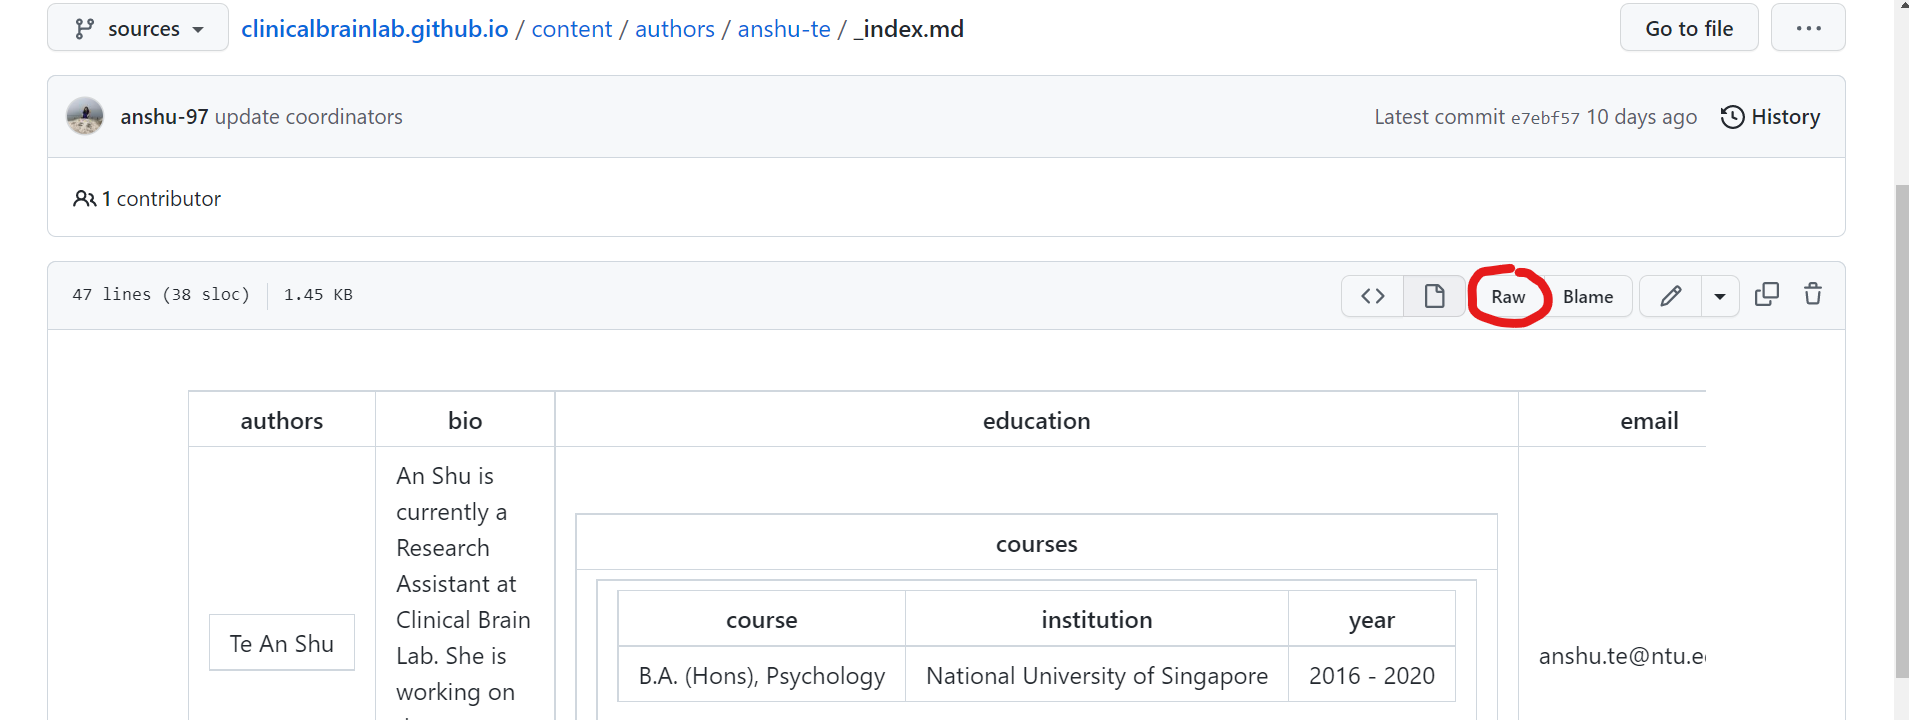 sources clinicalbrainlab.github.io / content / authors / anshu-te / _index.md Go to file ...
anshu-97 update coordinators Latest commit e7ebf57 10 days ago History
1 contributor
47 lines (38 sloc) 1.45 KB <> Raw Blame
authors bio education email
An Shu is
currently a
Research
Assistant at
Clinical Brain
Lab. She is
working on
Te An Shu
courses
course institution year
B.A. (Hons), Psychology National University of Singapore 2016 - 2020
anshu.te@ntu.e